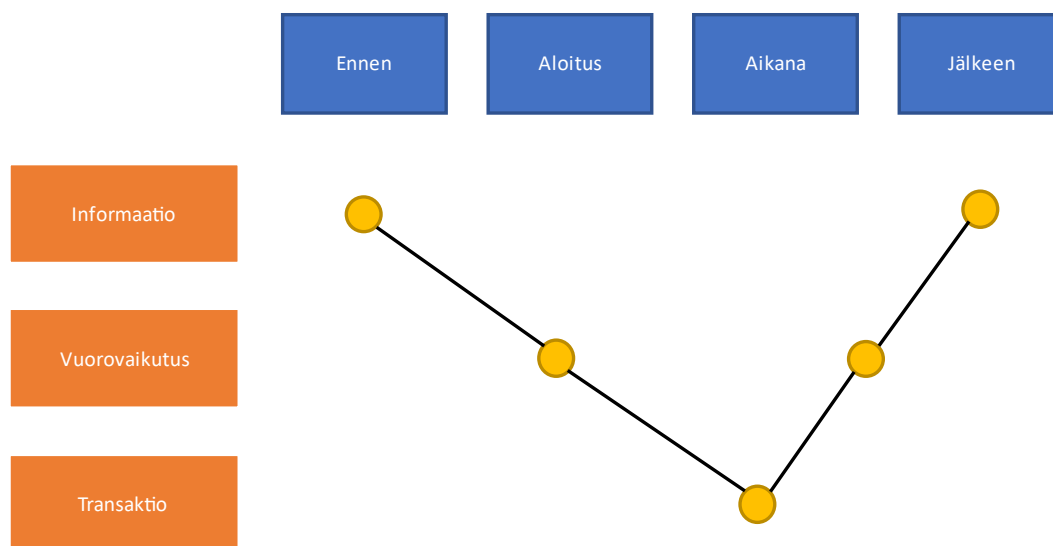 Ennen
Aloitus
Aikana
Jälkeen
Informaatio
Vuorovaikutus
Transaktio